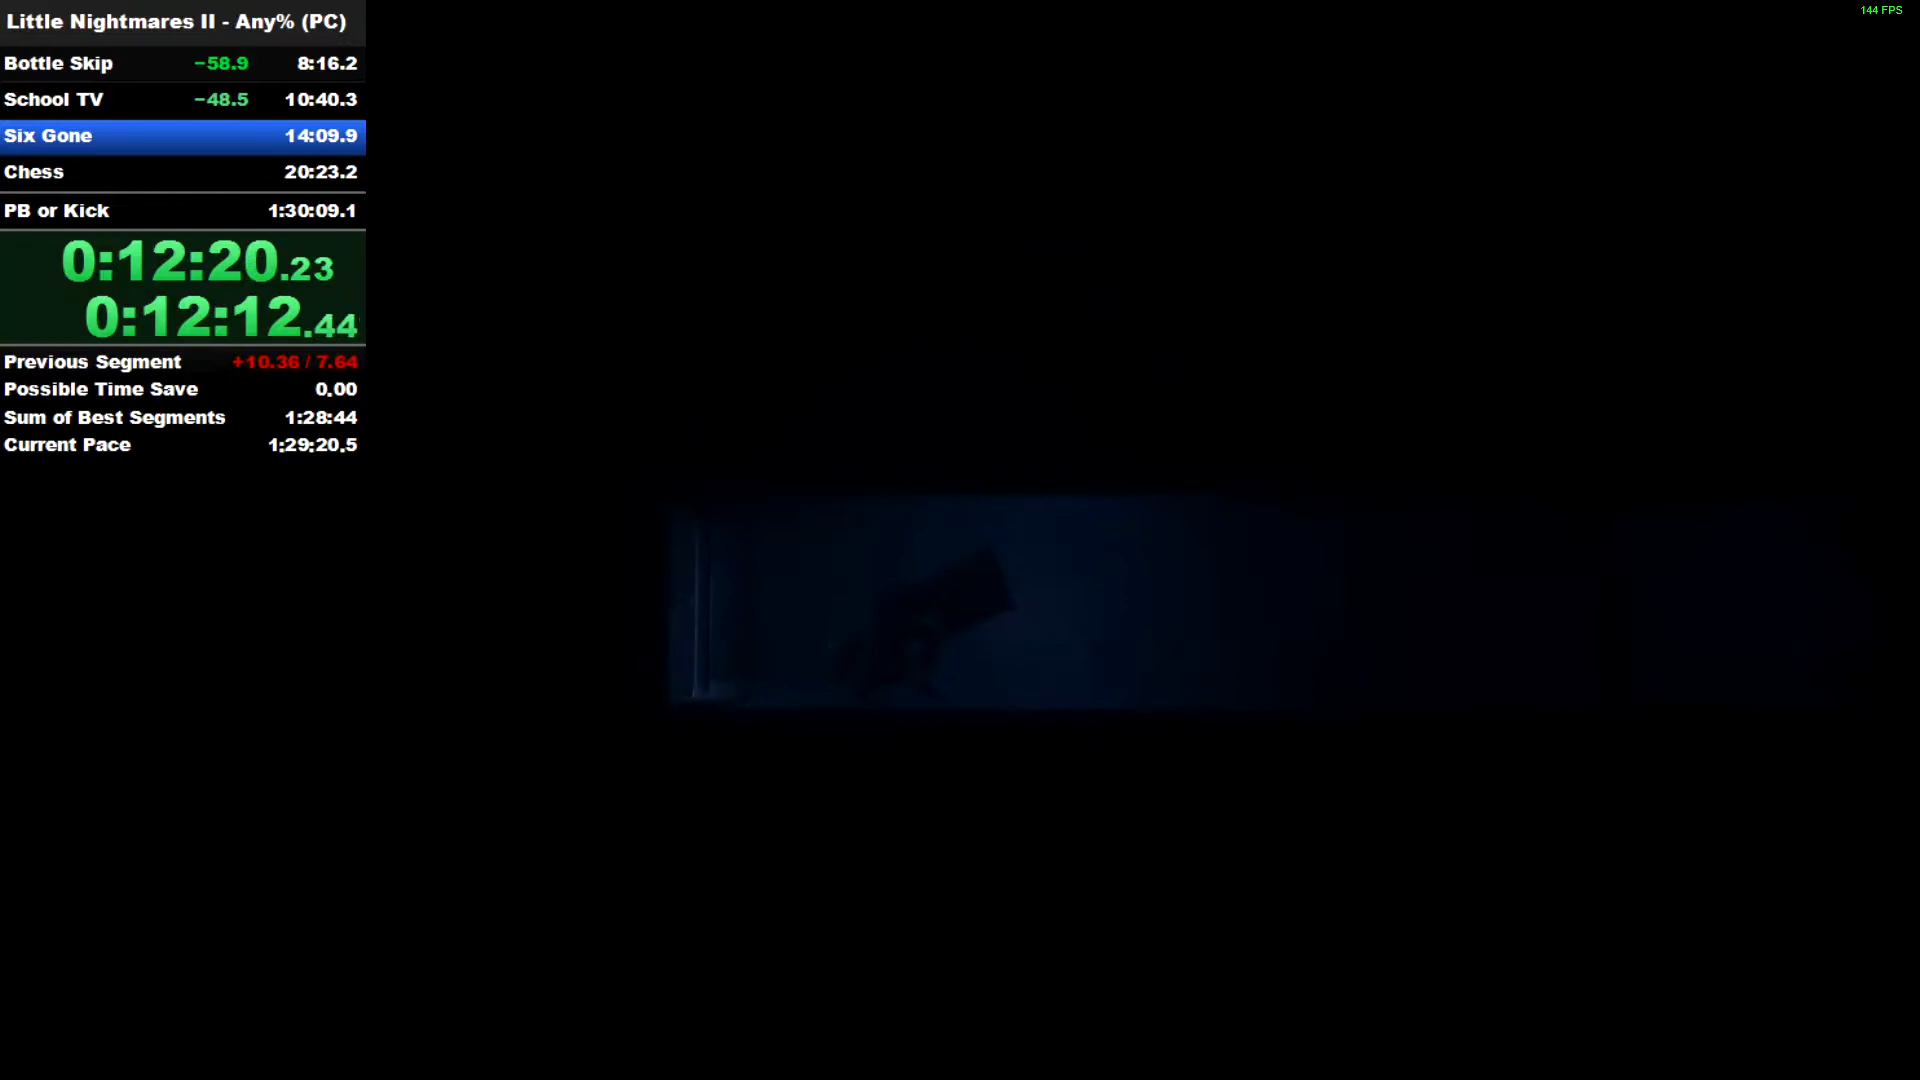 Little Nightmares II - Any% (PC)
144 FPS
Bottle Skip -58.9 8:16.2
School TV -48.5 10:40.3
Six Gone 14:09.9
Chess 20:23.2
PB or Kick 1:30:09.1
0:12:20.23
0:12:12.44
Previous Segment +10.36 / 7.64
Possible Time Save 0.00
Sum of Best Segments 1:28:44
Current Pace 1:29:20.5